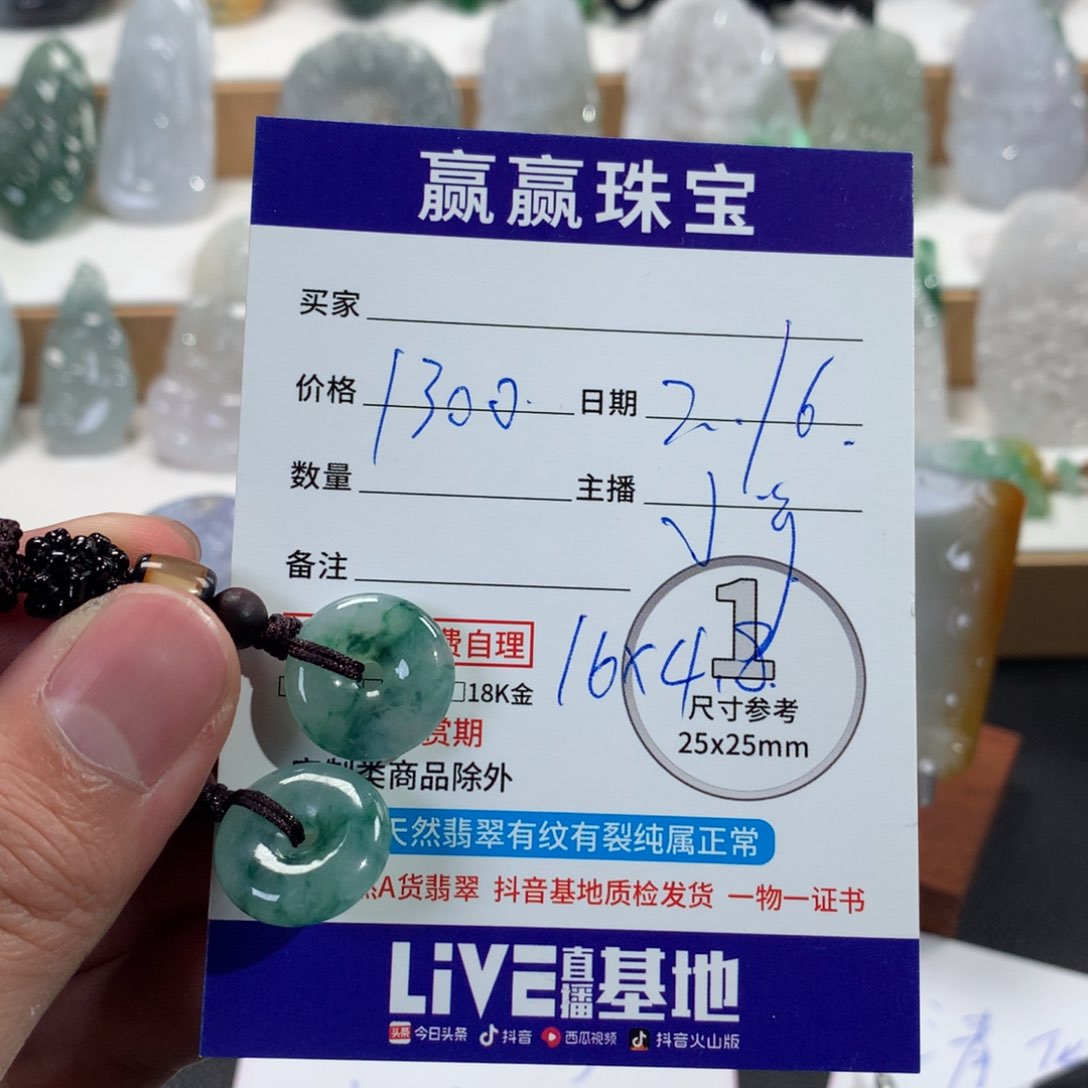 赢赢珠宝
买家
价格 1300. 日期 2.16.
数量 主播
备注
费自理
16x4.8
1
□18K金
尺寸参考
赏期
25x25mm
定制类商品除外
天然翡翠有纹有裂纯属正常
然A货翡翠 抖音基地质检发货 一物一证书
LiVE直播基地
头条 今日头条 抖音 西瓜视频 抖音火山版